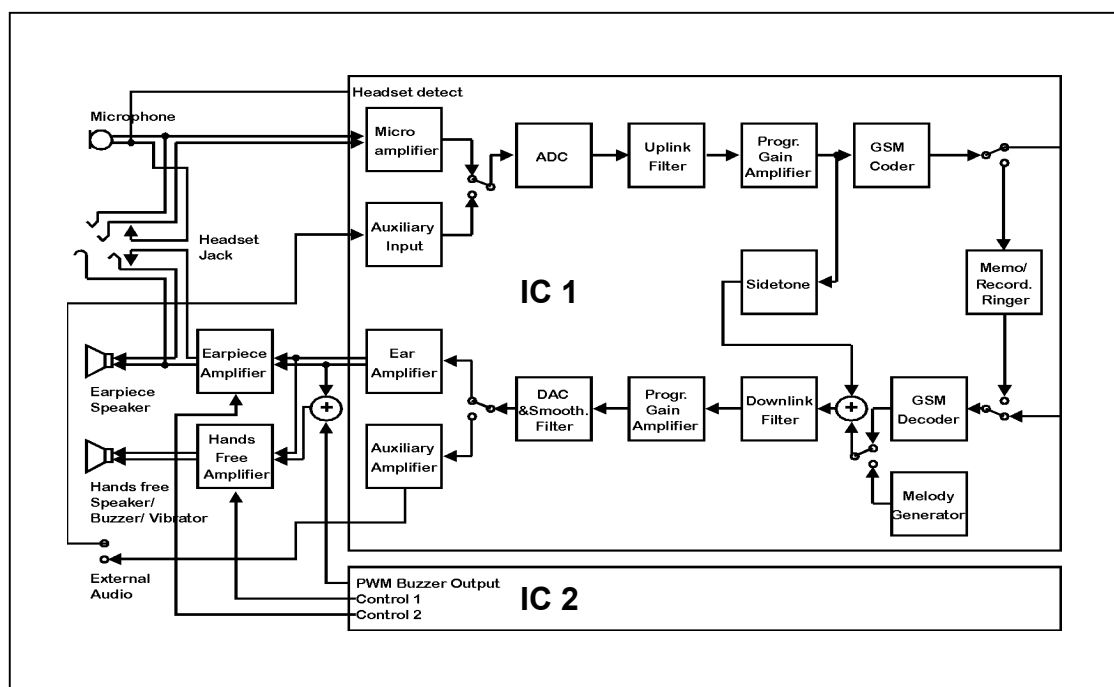 Headset detect
Microphone
Micro
amplifier
ADC
Uplink
Filter
Progr.
Gain
Amplifier
GSM
Coder
Headset
Jack
Auxiliary
Input
IC 1
Sidetone
Memo/
Record.
Ringer
Earpiece
Amplifier
Ear
Amplifier
Earpiece
Speaker
DAC
&Smooth.
Filter
Progr.
Gain
Amplifier
Downlink
Filter
+
GSM
Decoder
+
Hands
Free
Amplifier
Auxiliary
Amplifier
Hands free
Speaker/
Buzzer/ Vibrator
Melody
Generator
External
Audio
PWM Buzzer Output
Control 1
Control 2
IC 2